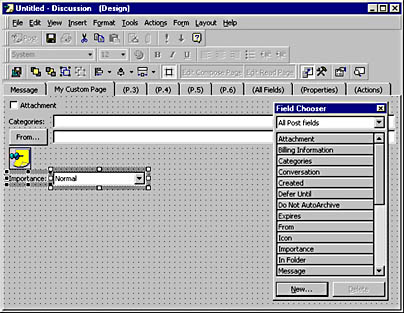 Untitled - Discussion (Design)
File Edit View Insert Format Tools Actions Form Layout Help
Post
System 12 B I U
Edit Compose Page Edit Read Page
Message My Custom Page (P.3) (P.4) (P.5) (P.6) (All Fields) (Properties) (Actions)
Attachment
Categories:
From...
Importance: Normal
Field Chooser
All Post fields
Attachment
Billing Information
Categories
Conversation
Created
Defer Until
Do Not AutoArchive
Expires
From
Icon
Importance
In Folder
Message
New... Delete